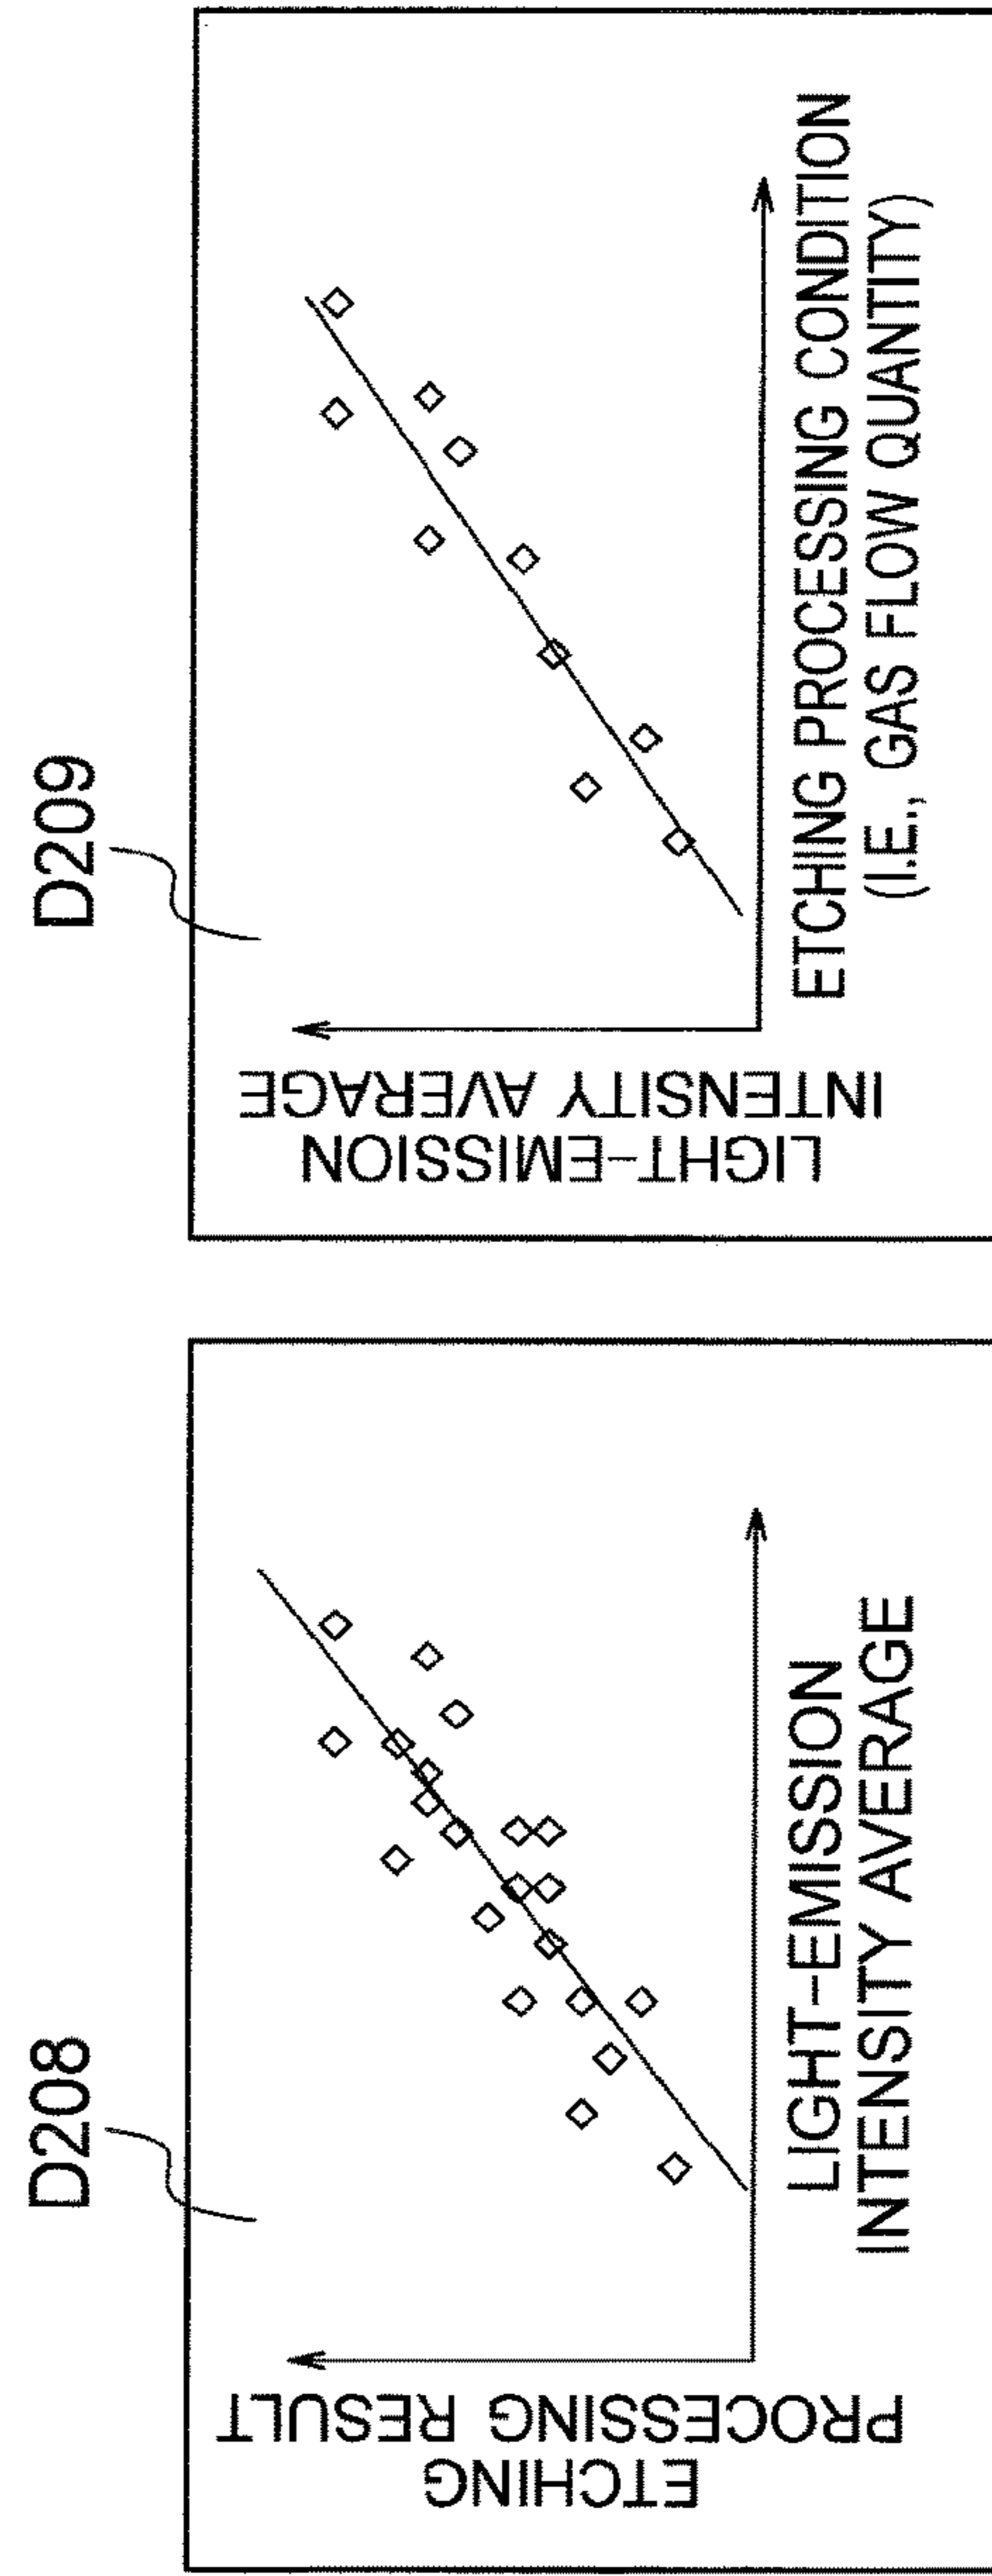 D208
ETCHING
PROCESSING RESULT
LIGHT-EMISSION
INTENSITY AVERAGE
D209
LIGHT-EMISSION
INTENSITY AVERAGE
ETCHING PROCESSING CONDITION
(I.E., GAS FLOW QUANTITY)